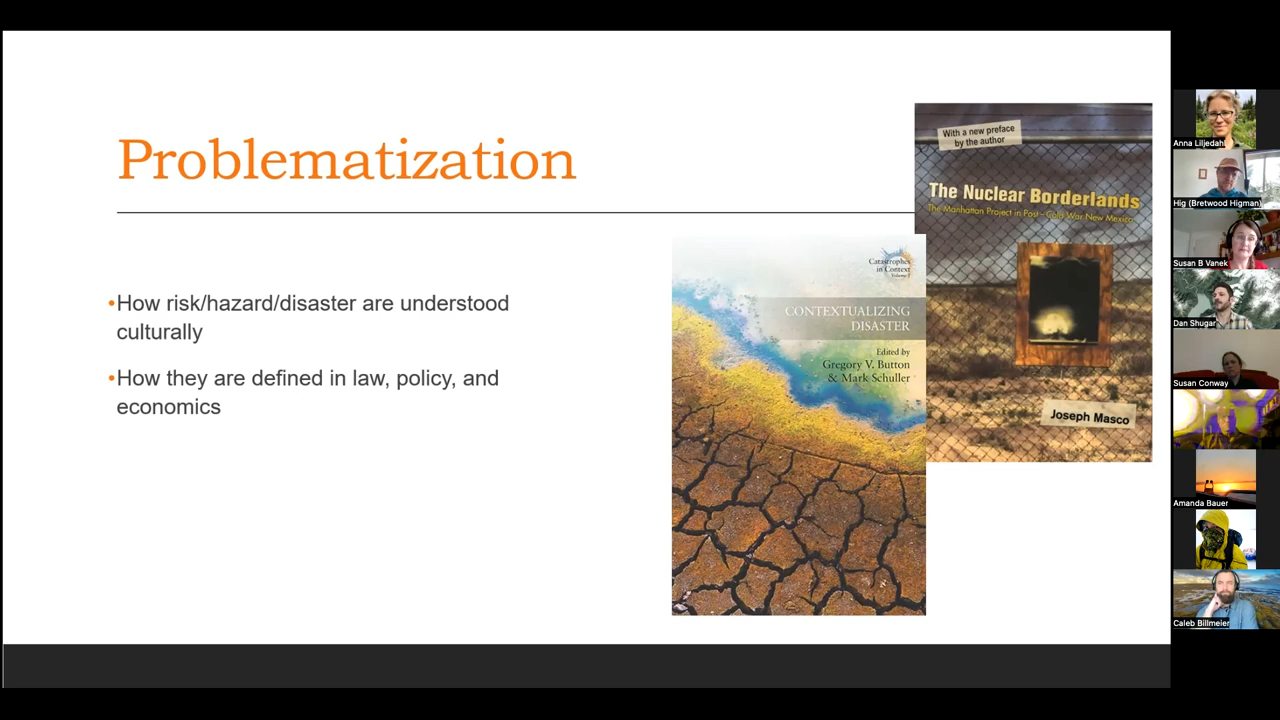 Problematization
•How risk/hazard/disaster are understood
culturally
•How they are defined in law, policy, and
economics
Catastrophes
in Context
CONTEXTUALIZING
DISASTER
Edited by
Gregory V. Button
& Mark Schuller
With a new preface
by the author
The Nuclear Borderlands
The Manhattan Project in Post-Cold War New Mexico
Joseph Masco
Anna Liljedahl
Hig (Bretwood Higman)
Susan B Vanek
Dan Shugar
Susan Conway
Amanda Bauer
Caleb Billmeier